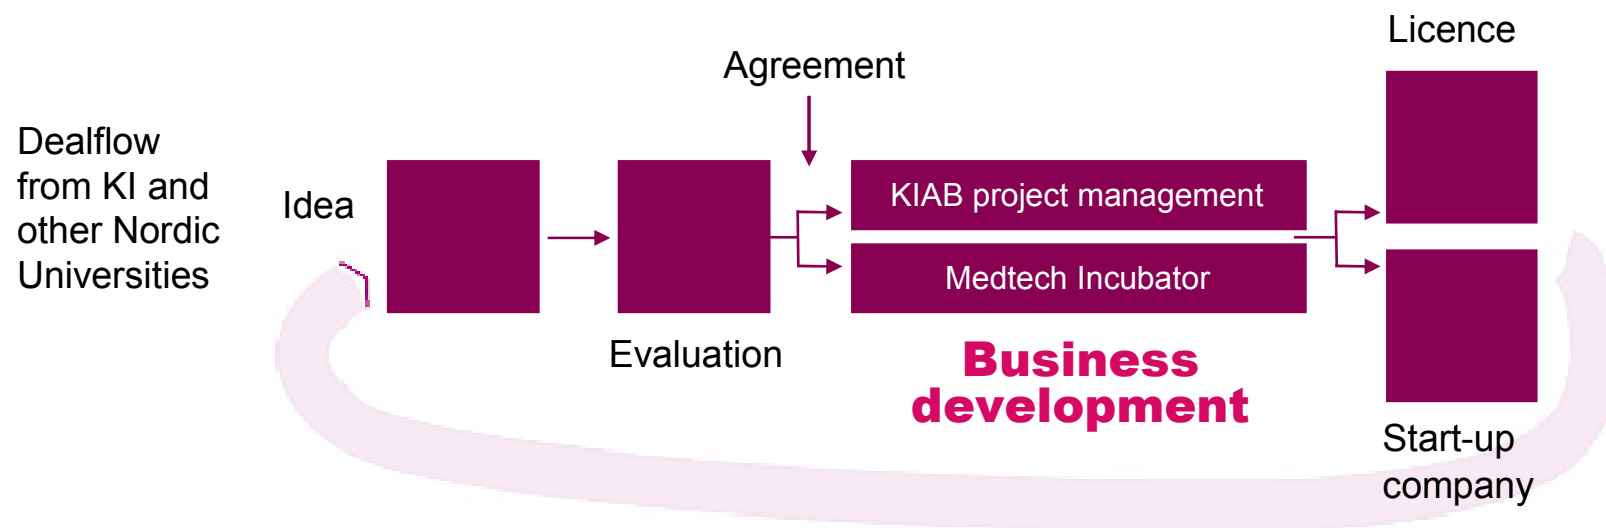 Dealflow
from KI and
other Nordic
Universities
Idea
Evaluation
Agreement
KIAB project management
Medtech Incubator
Business
development
Licence
Start-up
company